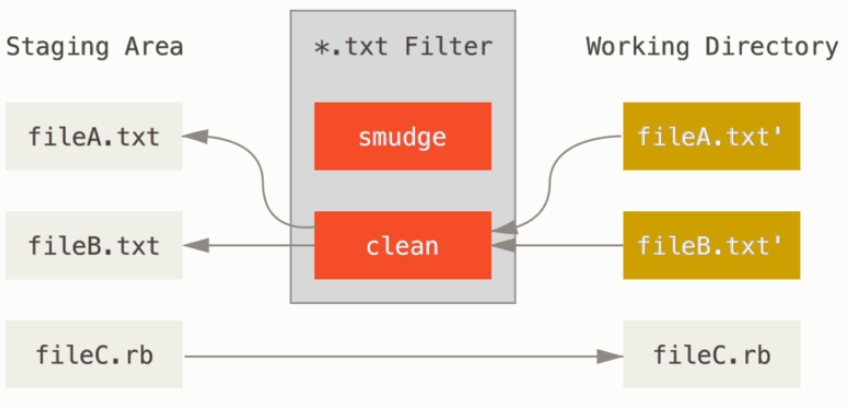 Staging Area
*.txt Filter
Working Directory
fileA.txt
smudge
fileA.txt'
fileB.txt
clean
fileB.txt'
fileC.rb
fileC.rb